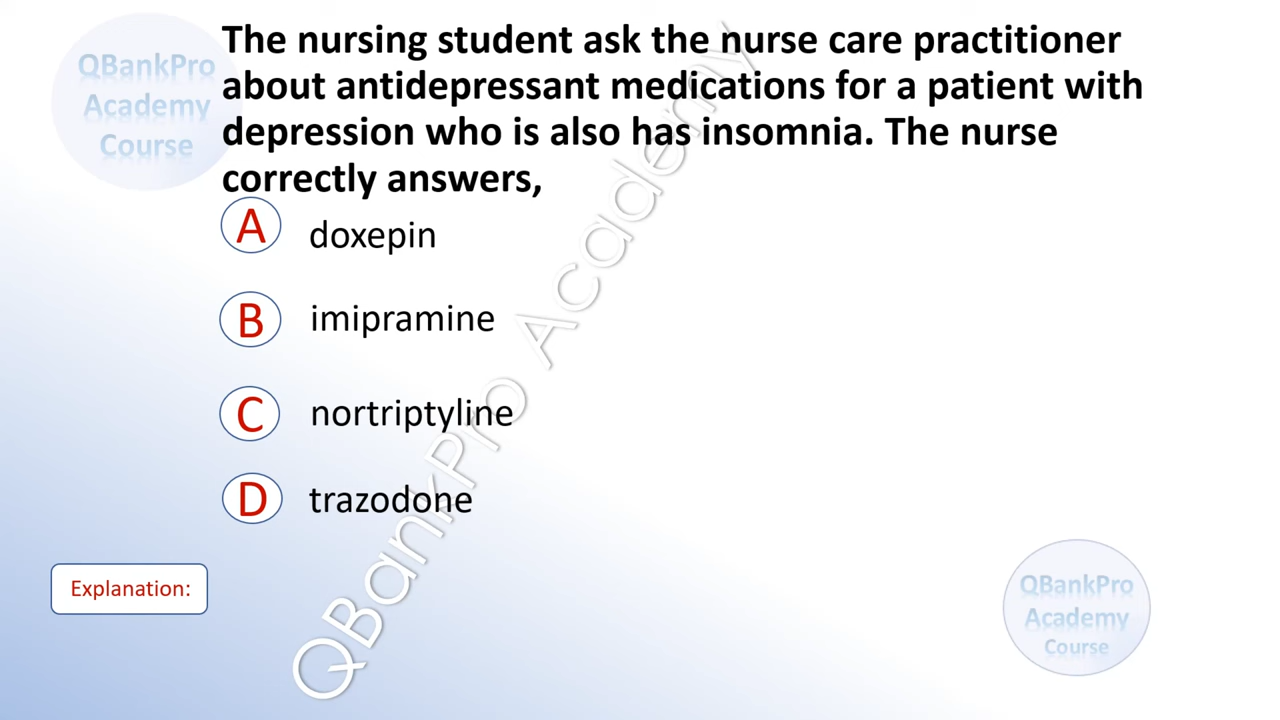 QBankPro
Academy
Course
The nursing student ask the nurse care practitioner
about antidepressant medications for a patient with
depression who is also has insomnia. The nurse
correctly answers,
A doxepin
B imipramine
C nortriptyline
D trazodone
QBankPro Academy
Explanation:
QBankPro
Academy
Course